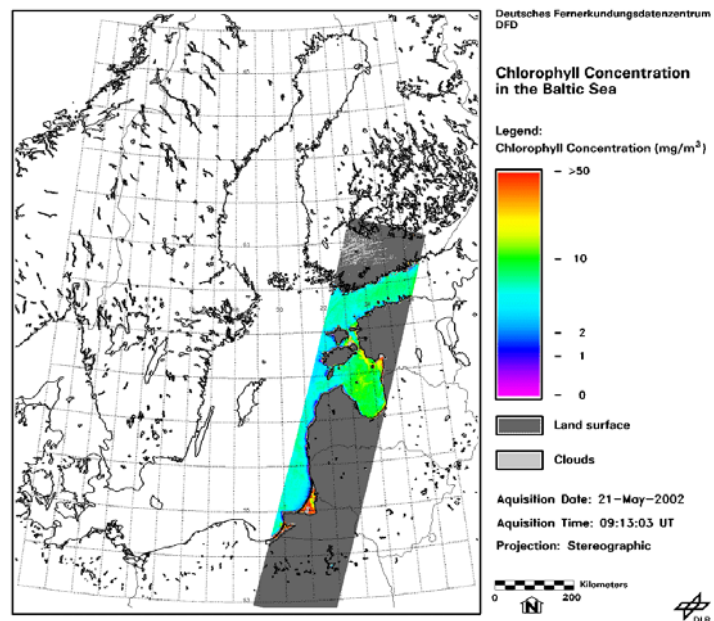 Deutsches Fernerkundungsdatenzentrum
DFD
Chlorophyll Concentration
in the Baltic Sea
Legend:
Chlorophyll Concentration (mg/m³)
>50
10
2
1
0
Land surface
Clouds
Aquisition Date: 21-May-2002
Aquisition Time: 09:13:03 UT
Projection: Stereographic
Kilometers
0 200
N
DLR